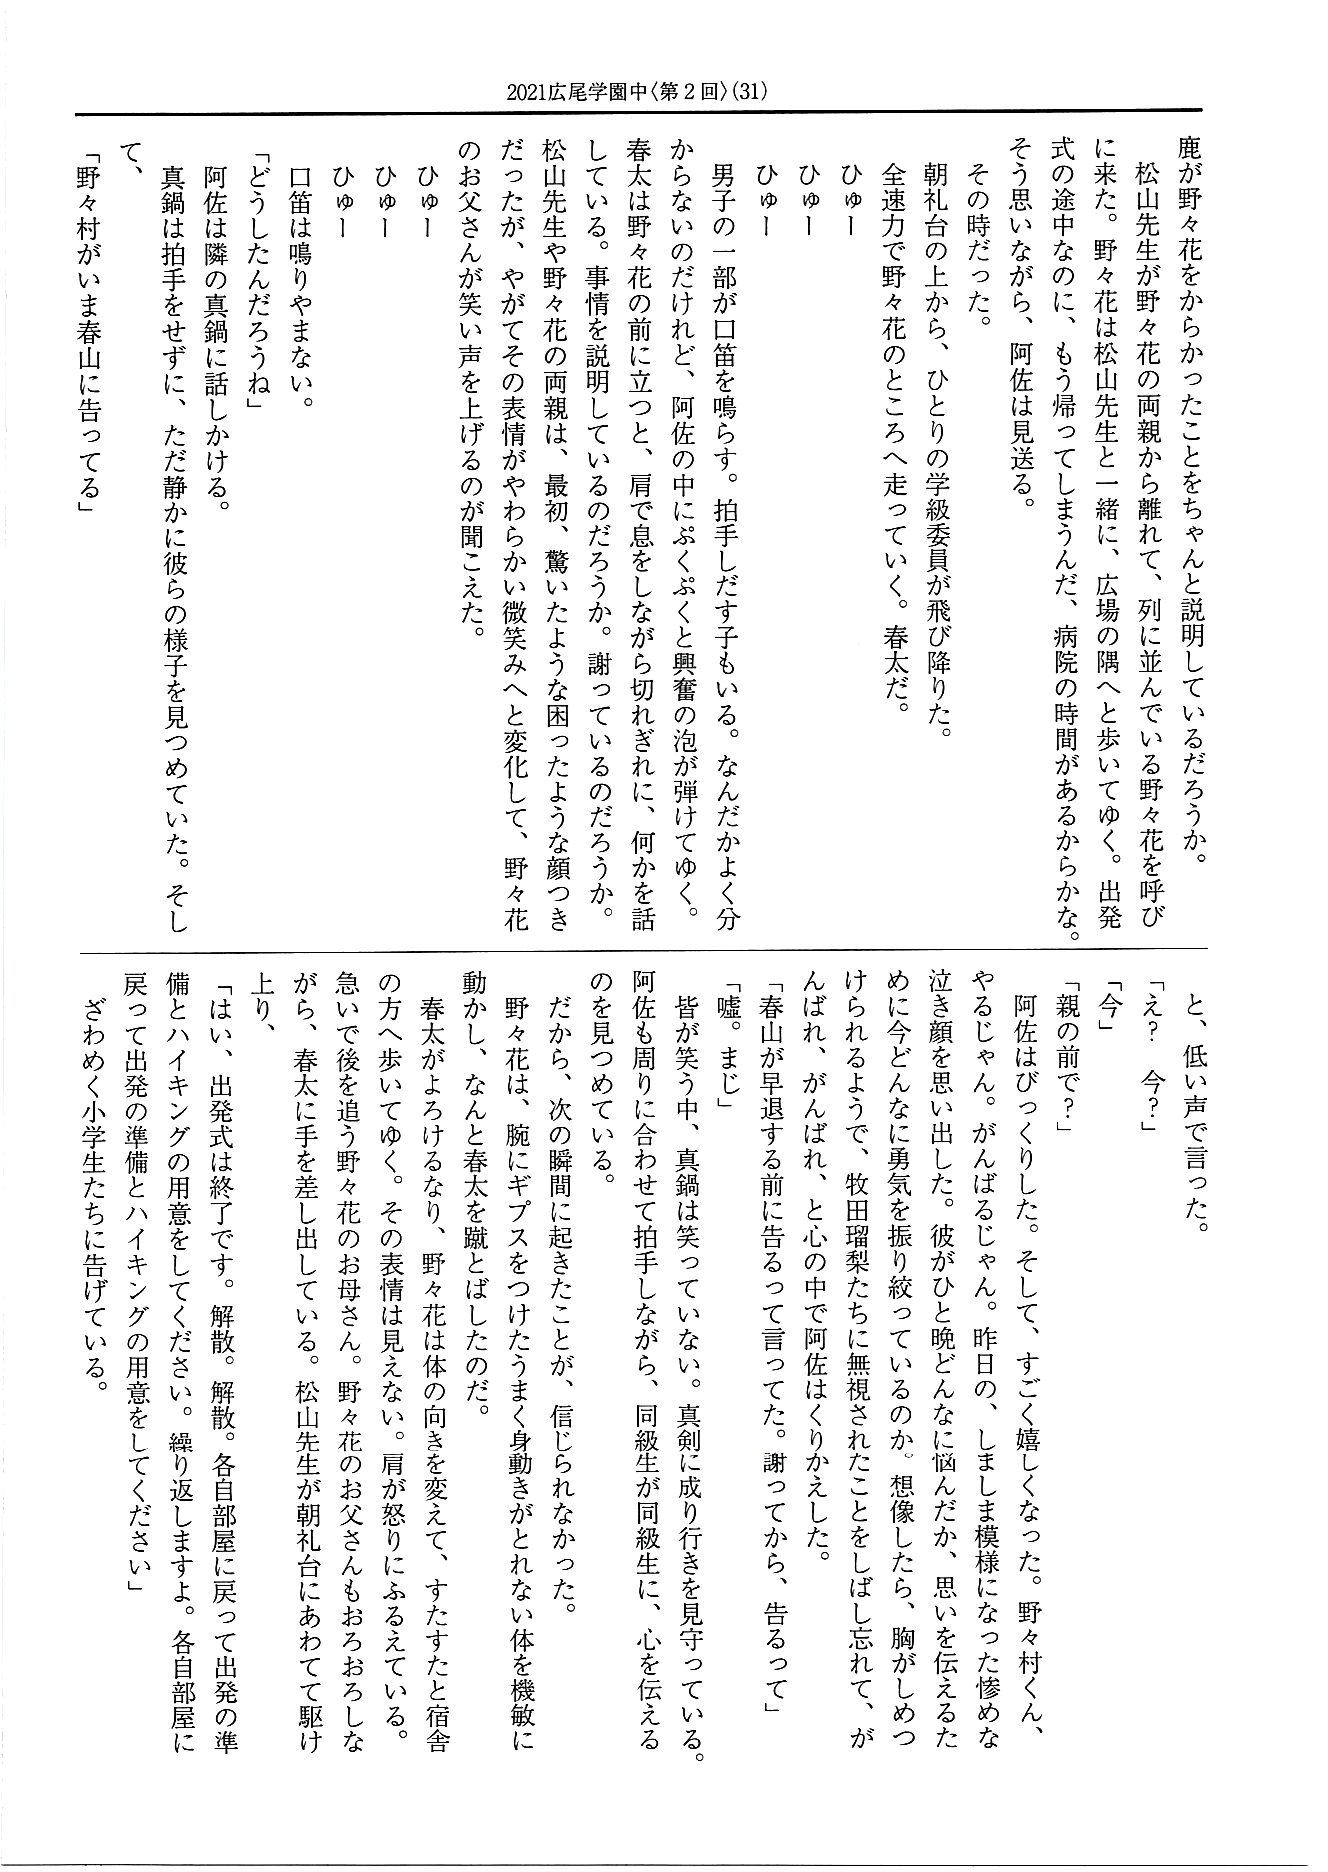 2021広尾学園中〈第2回〉(31)
鹿が野々花をからかったことをちゃんと説明しているだろうか。
松山先生が野々花の両親から離れて、列に並んでいる野々花を呼び
に来た。野々花は松山先生と一緒に、広場の隅へと歩いてゆく。出発
式の途中なのに、もう帰ってしまうんだ、病院の時間があるからかな。
そう思いながら、阿佐は見送る。
その時だった。
朝礼台の上から、ひとりの学級委員が飛び降りた。
全速力で野々花のところへ走っていく。春太だ。
ひゅー
ひゅー
ひゅー
男子の一部が口笛を鳴らす。拍手しだす子もいる。なんだかよく分
からないのだけれど、阿佐の中にぷくぷくと興奮の泡が弾けてゆく。
春太は野々花の前に立つと、肩で息をしながら切れぎれに、何かを話
している。事情を説明しているのだろうか。謝っているのだろうか。
松山先生や野々花の両親は、最初、驚いたような困ったような顔つき
だったが、やがてその表情がやわらかい微笑みへと変化して、野々花
のお父さんが笑い声を上げるのが聞こえた。
ひゅー
ひゅー
ひゅー
口笛は鳴りやまない。
「どうしたんだろうね」
阿佐は隣の真鍋に話しかける。
真鍋は拍手をせずに、ただ静かに彼らの様子を見つめていた。そし
て、
「野々村がいま春山に告ってる」
と、低い声で言った。
「え？　今？」
「今」
「親の前で？」
阿佐はびっくりした。そして、すごく嬉しくなった。野々村くん、
やるじゃん。がんばるじゃん。昨日の、しましま模様になった惨めな
泣き顔を思い出した。彼がひと晩どんなに悩んだか、思いを伝えるた
めに今どんなに勇気を振り絞っているのか。想像したら、胸がしめつ
けられるようで、牧田瑠梨たちに無視されたことをしばし忘れて、が
んばれ、がんばれ、と心の中で阿佐はくりかえした。
「春山が早退する前に告るって言ってた。謝ってから、告るって」
「嘘。まじ」
皆が笑う中、真鍋は笑っていない。真剣に成り行きを見守っている。
阿佐も周りに合わせて拍手しながら、同級生が同級生に、心を伝える
のを見つめている。
だから、次の瞬間に起きたことが、信じられなかった。
野々花は、腕にギプスをつけたうまく身動きがとれない体を機敏に
動かし、なんと春太を蹴とばしたのだ。
春太がよろけるなり、野々花は体の向きを変えて、すたすたと宿舎
の方へ歩いてゆく。その表情は見えない。肩が怒りにふるえている。
急いで後を追う野々花のお母さん。野々花のお父さんもおろおろしな
がら、春太に手を差し出している。松山先生が朝礼台にあわてて駆け
上り、
「はい、出発式は終了です。解散。解散。各自部屋に戻って出発の準
備とハイキングの用意をしてください。繰り返しますよ。各自部屋に
戻って出発の準備とハイキングの用意をしてください」
ざわめく小学生たちに告げている。